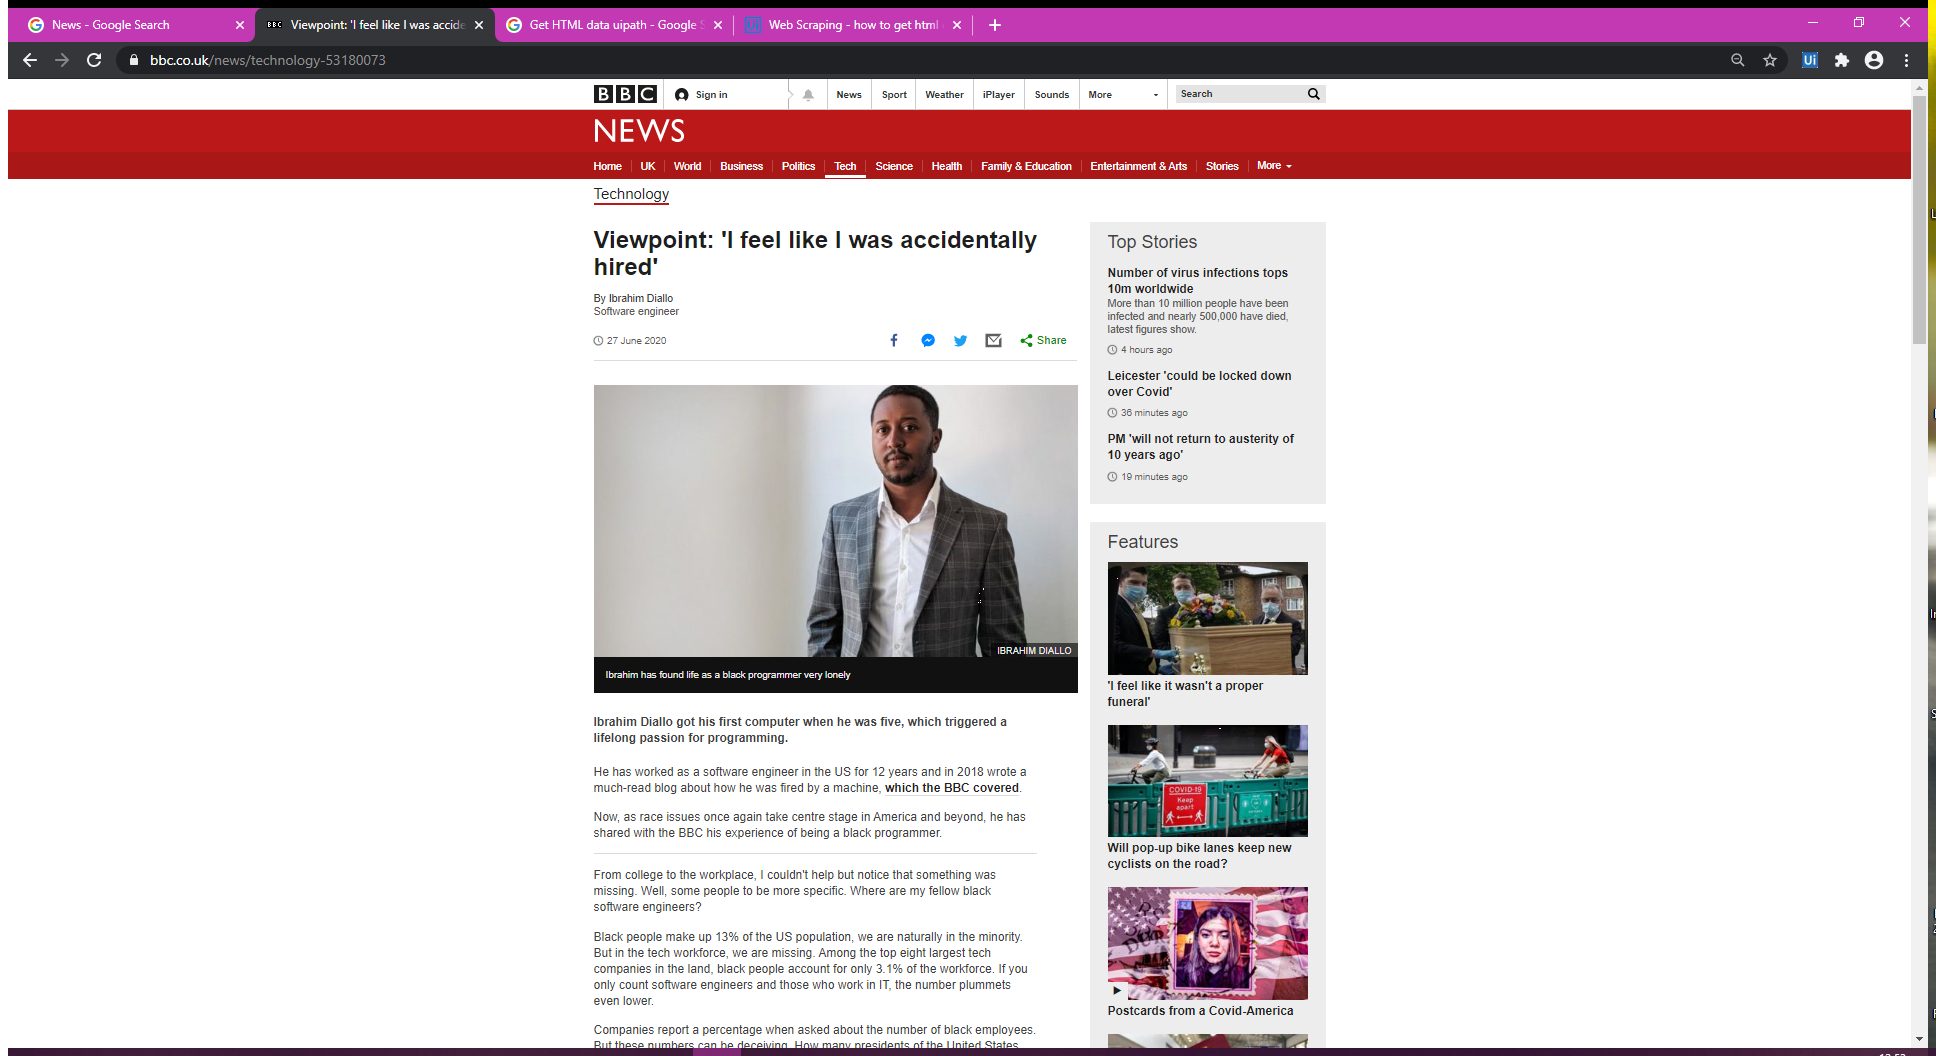 News - Google Search
Viewpoint: 'I feel like I was accide
Get HTML data uipath - Google S
Web Scraping - how to get html
bbc.co.uk/news/technology-53180073
Ui
BBC
Sign in
News
Sport
Weather
iPlayer
Sounds
More
Search
NEWS
Home
UK
World
Business
Politics
Tech
Science
Health
Family & Education
Entertainment & Arts
Stories
More
Technology
Viewpoint: 'I feel like I was accidentally
hired'
By Ibrahim Diallo
Software engineer
27 June 2020
Share
IBRAHIM DIALLO
Ibrahim has found life as a black programmer very lonely
Ibrahim Diallo got his first computer when he was five, which triggered a
lifelong passion for programming.
He has worked as a software engineer in the US for 12 years and in 2018 wrote a
much-read blog about how he was fired by a machine, which the BBC covered.
Now, as race issues once again take centre stage in America and beyond, he has
shared with the BBC his experience of being a black programmer.
From college to the workplace, I couldn't help but notice that something was
missing. Well, some people to be more specific. Where are my fellow black
software engineers?
Black people make up 13% of the US population, we are naturally in the minority.
But in the tech workforce, we are missing. Among the top eight largest tech
companies in the land, black people account for only 3.1% of the workforce. If you
only count software engineers and those who work in IT, the number plummets
even lower.
Companies report a percentage when asked about the number of black employees.
But these numbers can be deceiving. How many presidents of the United States
Top Stories
Number of virus infections tops
10m worldwide
More than 10 million people have been
infected and nearly 500,000 have died,
latest figures show.
4 hours ago
Leicester 'could be locked down
over Covid'
36 minutes ago
PM 'will not return to austerity of
10 years ago'
19 minutes ago
Features
'I feel like it wasn't a proper
funeral'
COVID-19
Keep
apart
Will pop-up bike lanes keep new
cyclists on the road?
Postcards from a Covid-America